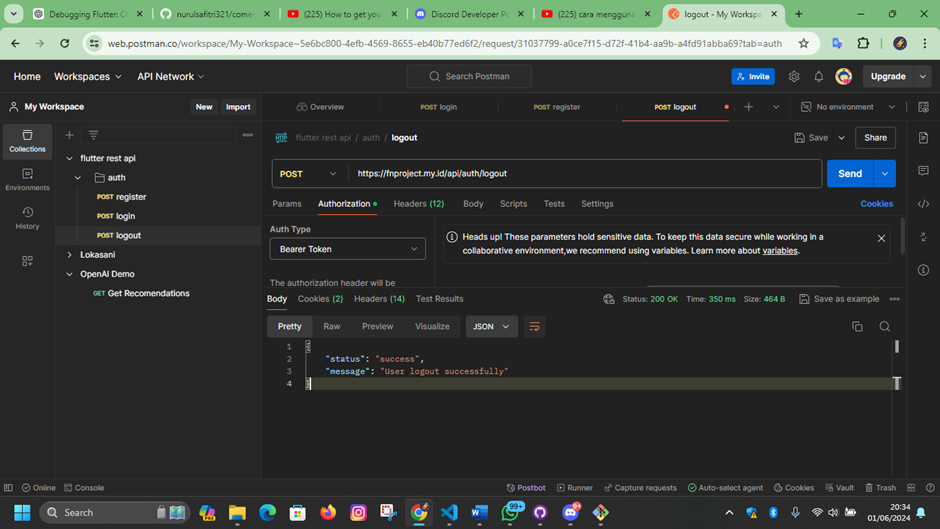 Debugging Flutter: C
nurulsafitri321/comer
(225) How to get your
Discord Developer Po
(225) cara mengguna
logout - My Workspa
web.postman.co/workspace/My-Workspace~5e6bc800-4efb-4569-8655-eb40b77ed6f2/request/31037799-a0ce7f15-d72f-41b4-aa9b-a4fd91abba69?tab=auth
Home Workspaces API Network Search Postman Invite Upgrade
My Workspace New Import Overview POST login POST register POST logout No environment
Collections
Environments
History
flutter rest api
auth
POST register
POST login
POST logout
Lokasani
OpenAI Demo
GET Get Recomendations
HTTP flutter rest api / auth / logout Save Share
POST https://fnproject.my.id/api/auth/logout Send
Params Authorization Headers (12) Body Scripts Tests Settings Cookies
Auth Type
Bearer Token
The authorization header will be
Heads up! These parameters hold sensitive data. To keep this data secure while working in a
collaborative environment,we recommend using variables. Learn more about variables.
Body Cookies (2) Headers (14) Test Results Status: 200 OK Time: 350 ms Size: 464 B Save as example
Pretty Raw Preview Visualize JSON
1 {
2 "status": "success",
3 "message": "User logout successfully"
4 }
Online Console Postbot Runner Capture requests Auto-select agent Cookies Vault Trash
Search 99+ 20:34
01/06/2024